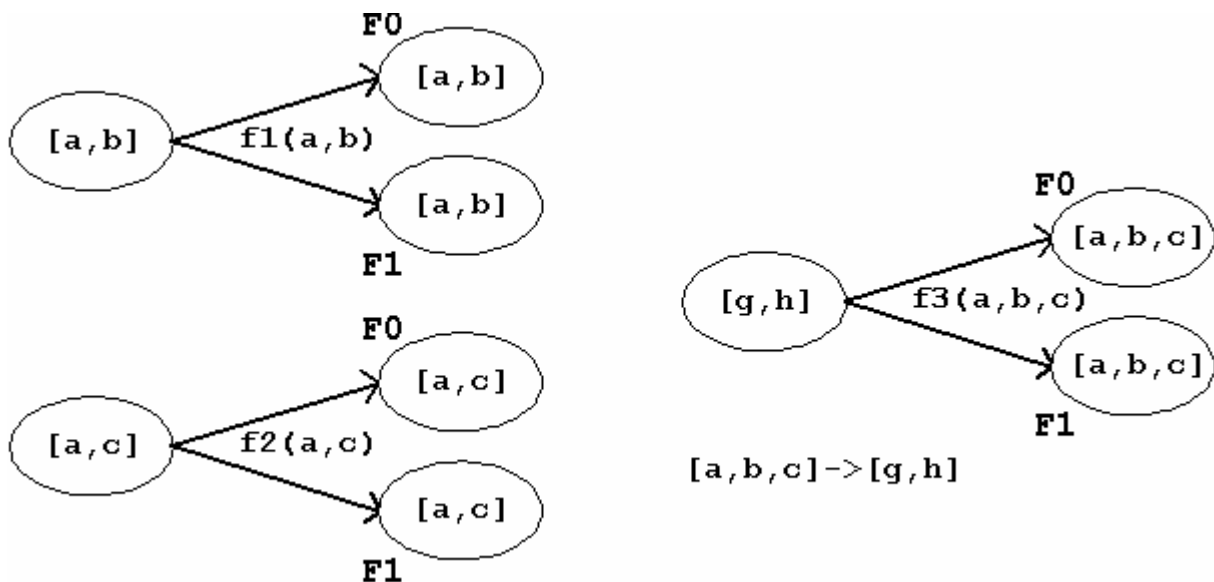 F0
[a,b]
[a,b]
f1(a,b)
[a,b]
F1
F0
[a,c]
[a,c]
f2(a,c)
[a,c]
F1
F0
[a,b,c]
[g,h]
f3(a,b,c)
[a,b,c]
F1
[a,b,c]->[g,h]